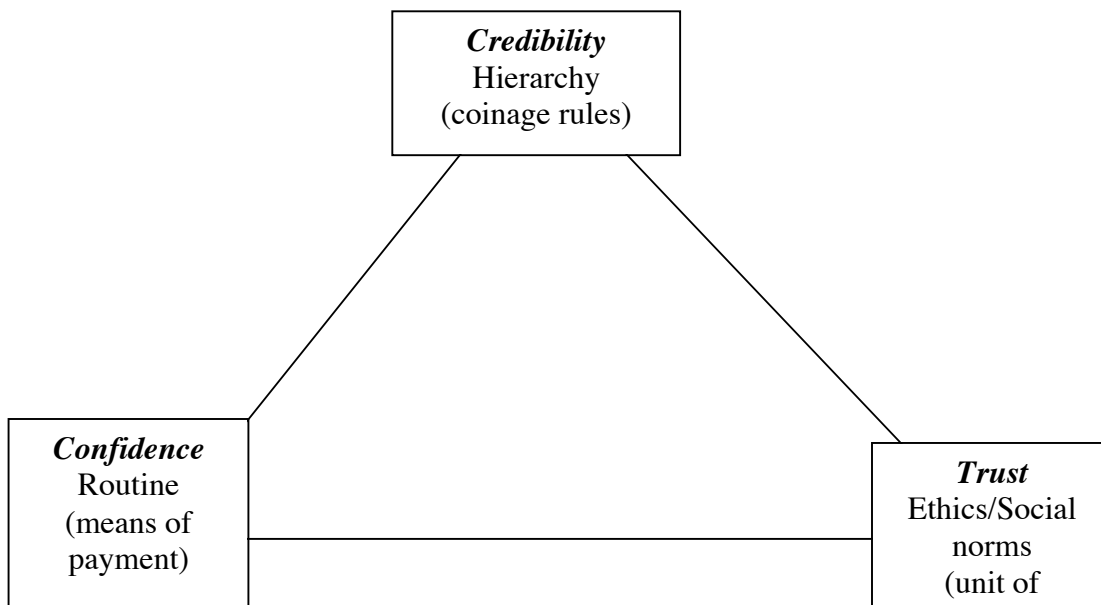 Credibility
Hierarchy
(coinage rules)
Confidence
Routine
(means of
payment)
Trust
Ethics/Social
norms
(unit of